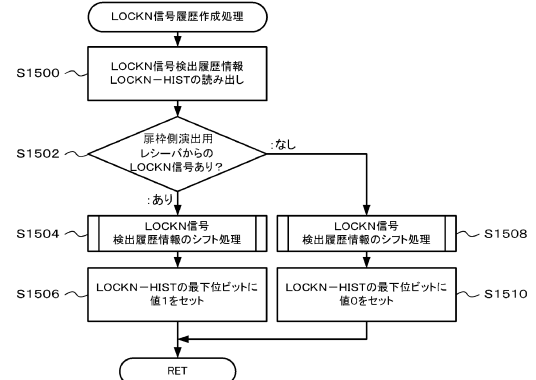 LOCKN信号履歴作成処理
S1500
LOCKN信号検出履歴情報
LOCKN－HISTの読み出し
S1502
扉枠側演出用
レシーバからの
LOCKN信号あり？
：なし
：あり
S1504
LOCKN信号
検出履歴情報のシフト処理
LOCKN信号
検出履歴情報のシフト処理
S1508
S1506
LOCKN－HISTの最下位ビットに
値1をセット
LOCKN－HISTの最下位ビットに
値0をセット
S1510
RET